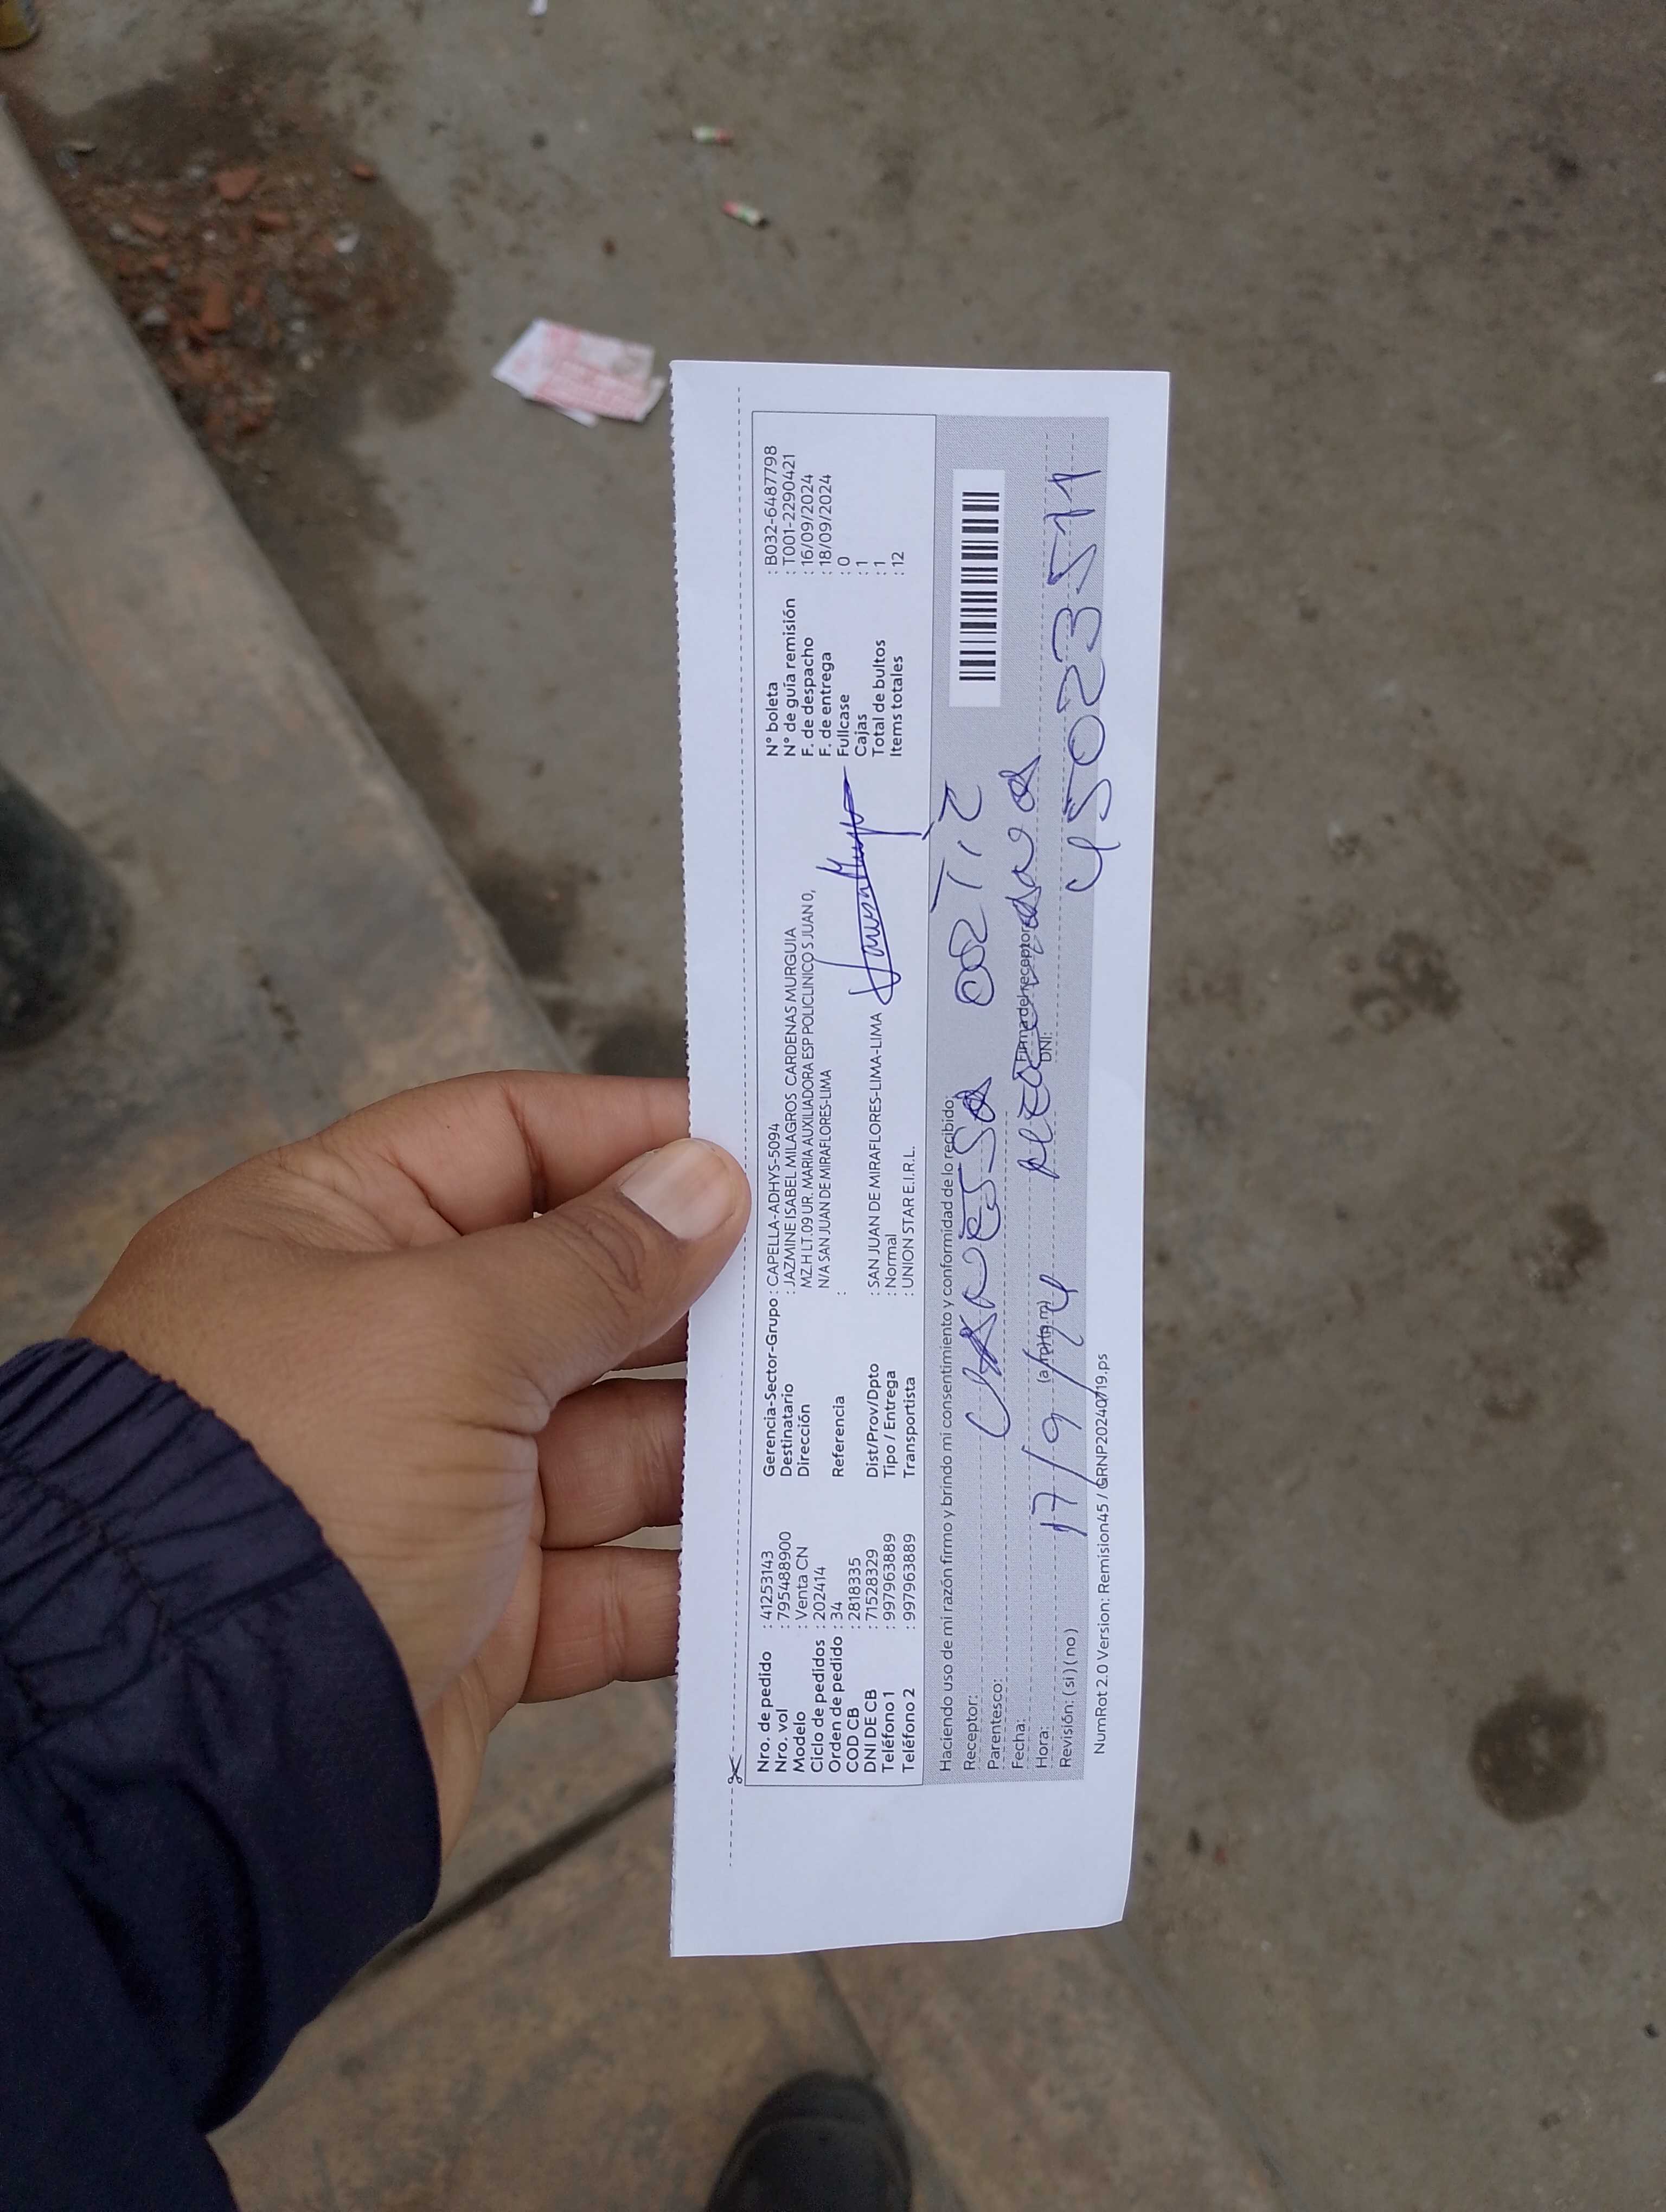 Nro. de pedido : 41253143
Nro. vol : 795488900
Modelo : Venta CN
Ciclo de pedidos : 202414
Orden de pedido : 34
COD CB : 2818335
DNI DE CB : 71528329
Teléfono 1 : 997963889
Teléfono 2 : 997963889
Gerencia-Sector-Grupo : CAPELLA-ADHYS-5094
Destinatario : JAZMINE ISABEL MILAGROS CARDENAS MURGUIA
Dirección MZ.H LT.09 UR. MARIA AUXILIADORA ESP POLICLINICO S JUAN 0,
N/A SAN JUAN DE MIRAFLORES-LIMA
Referencia :
Dist/Prov/Dpto : SAN JUAN DE MIRAFLORES-LIMA-LIMA
Tipo / Entrega : Normal
Transportista : UNION STAR E.I.R.L.
N° boleta : B032-6487798
N° de guía remisión : T001-2290421
F. de despacho : 16/09/2024
F. de entrega : 18/09/2024
Fullcase : 0
Cajas : 1
Total de bultos : 1
Items totales : 12
Haciendo uso de mi razón firmo y brindo mi consentimiento y conformidad de lo recibido:
Receptor: VANESSA ORTIZ
Parentesco:
Fecha: 17/9/24
Firma del receptor
Hora: (a.m)(p.m)
DNI: 45023511
Revisión: (si) (no)
NumRot 2.0 Version: Remision45 / GRNP20240719.ps